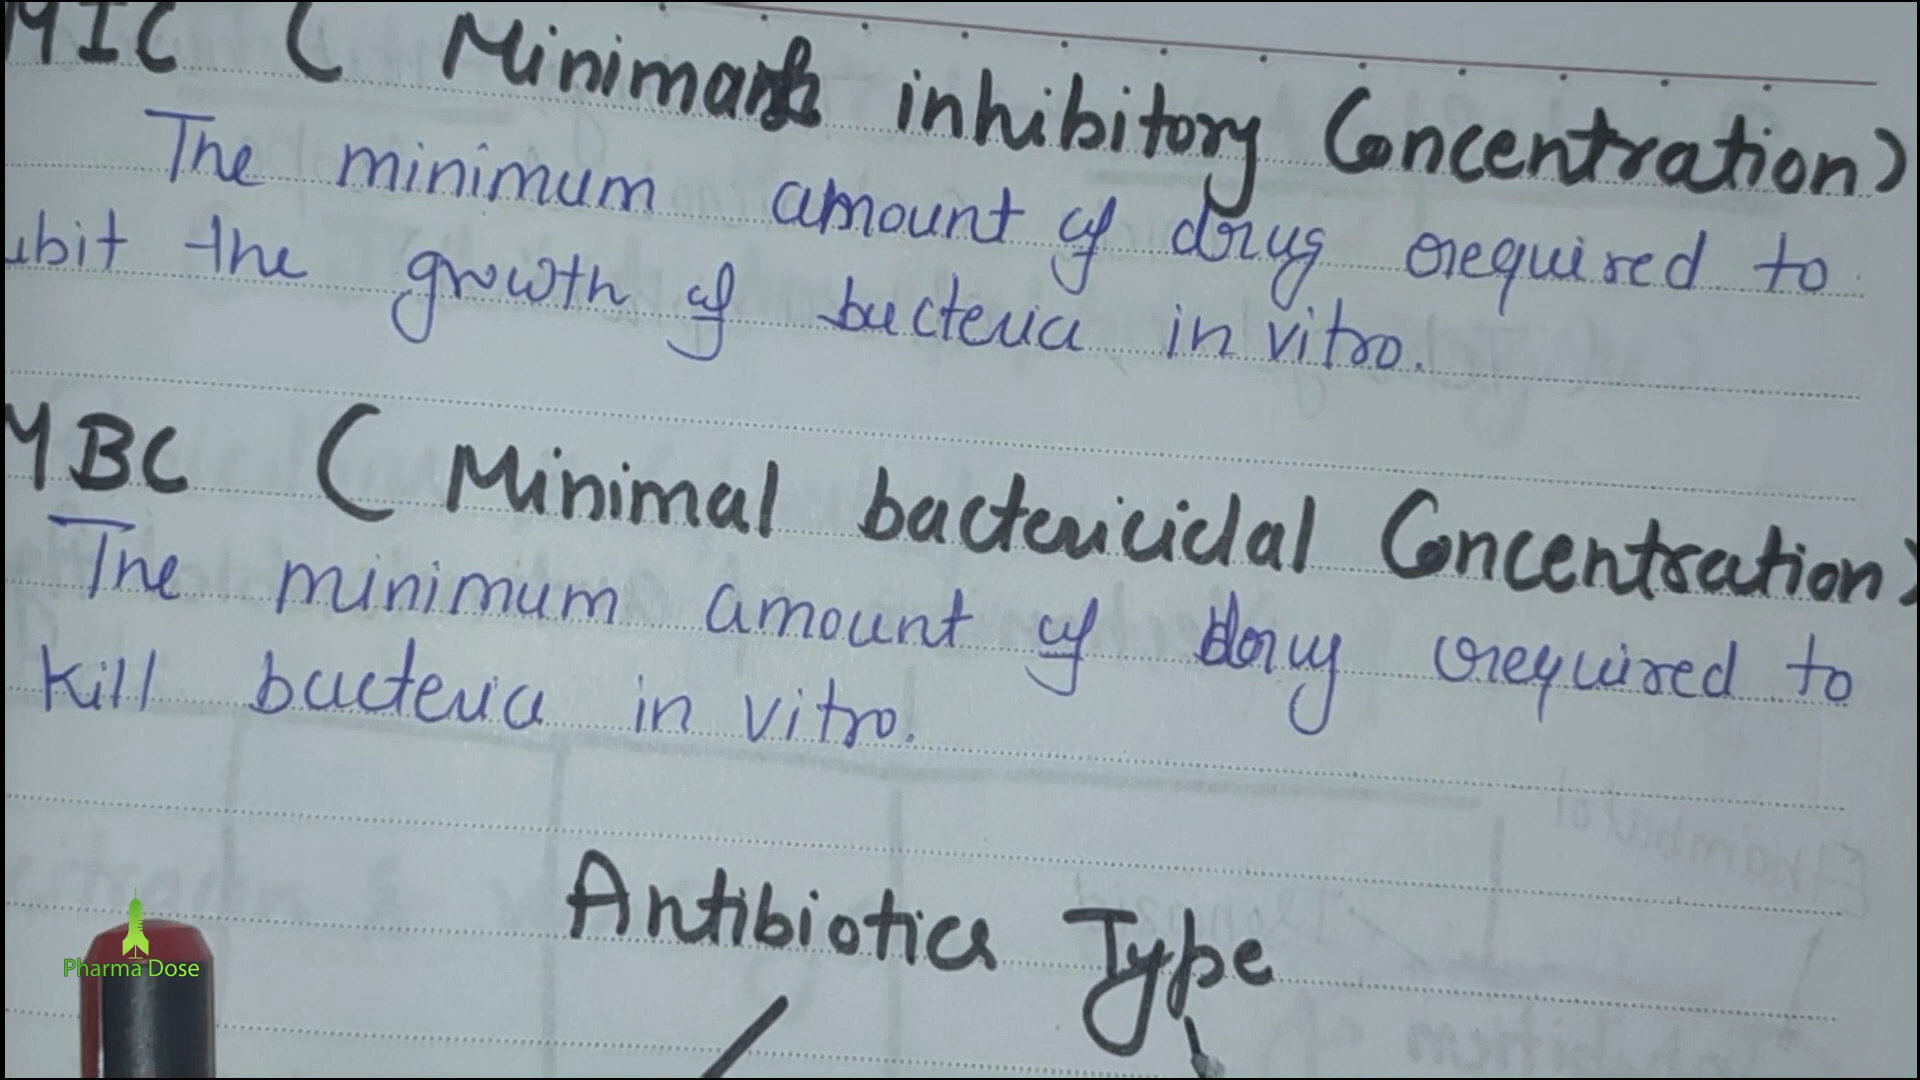 MIC ( Minimal inhibitory Concentration)
The minimum amount of drug required to
ibit the growth of bacteria in vitro.
MBC ( Minimal bactericidal Concentration)
The minimum amount of drug required to
Kill bacteria in vitro.
Antibiotics Type
Pharma Dose